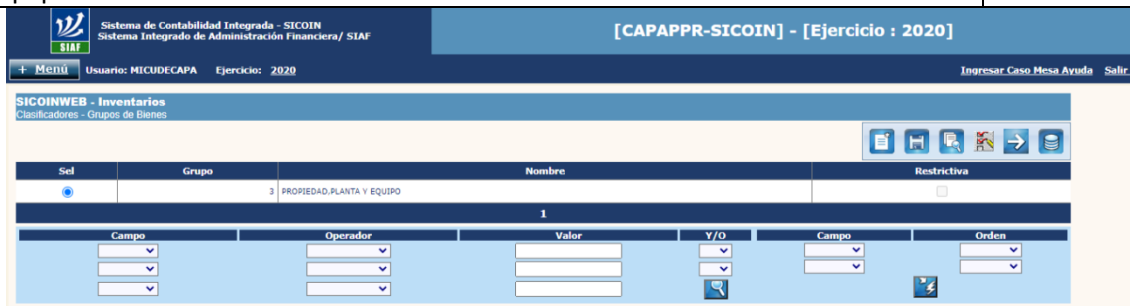 Sistema de Contabilidad Integrada - SICOIN
Sistema Integrado de Administración Financiera/ SIAF
SIAF
[CAPAPPR-SICOIN] - [Ejercicio : 2020]
+ Menú Usuario: MICUDECAPA Ejercicio: 2020 Ingresar Caso Mesa Ayuda Salir
SICOINWEB - Inventarios
Clasificadores - Grupos de Bienes
Sel Grupo Nombre Restrictiva
3 PROPIEDAD,PLANTA Y EQUIPO
1
Campo Operador Valor Y/O Campo Orden